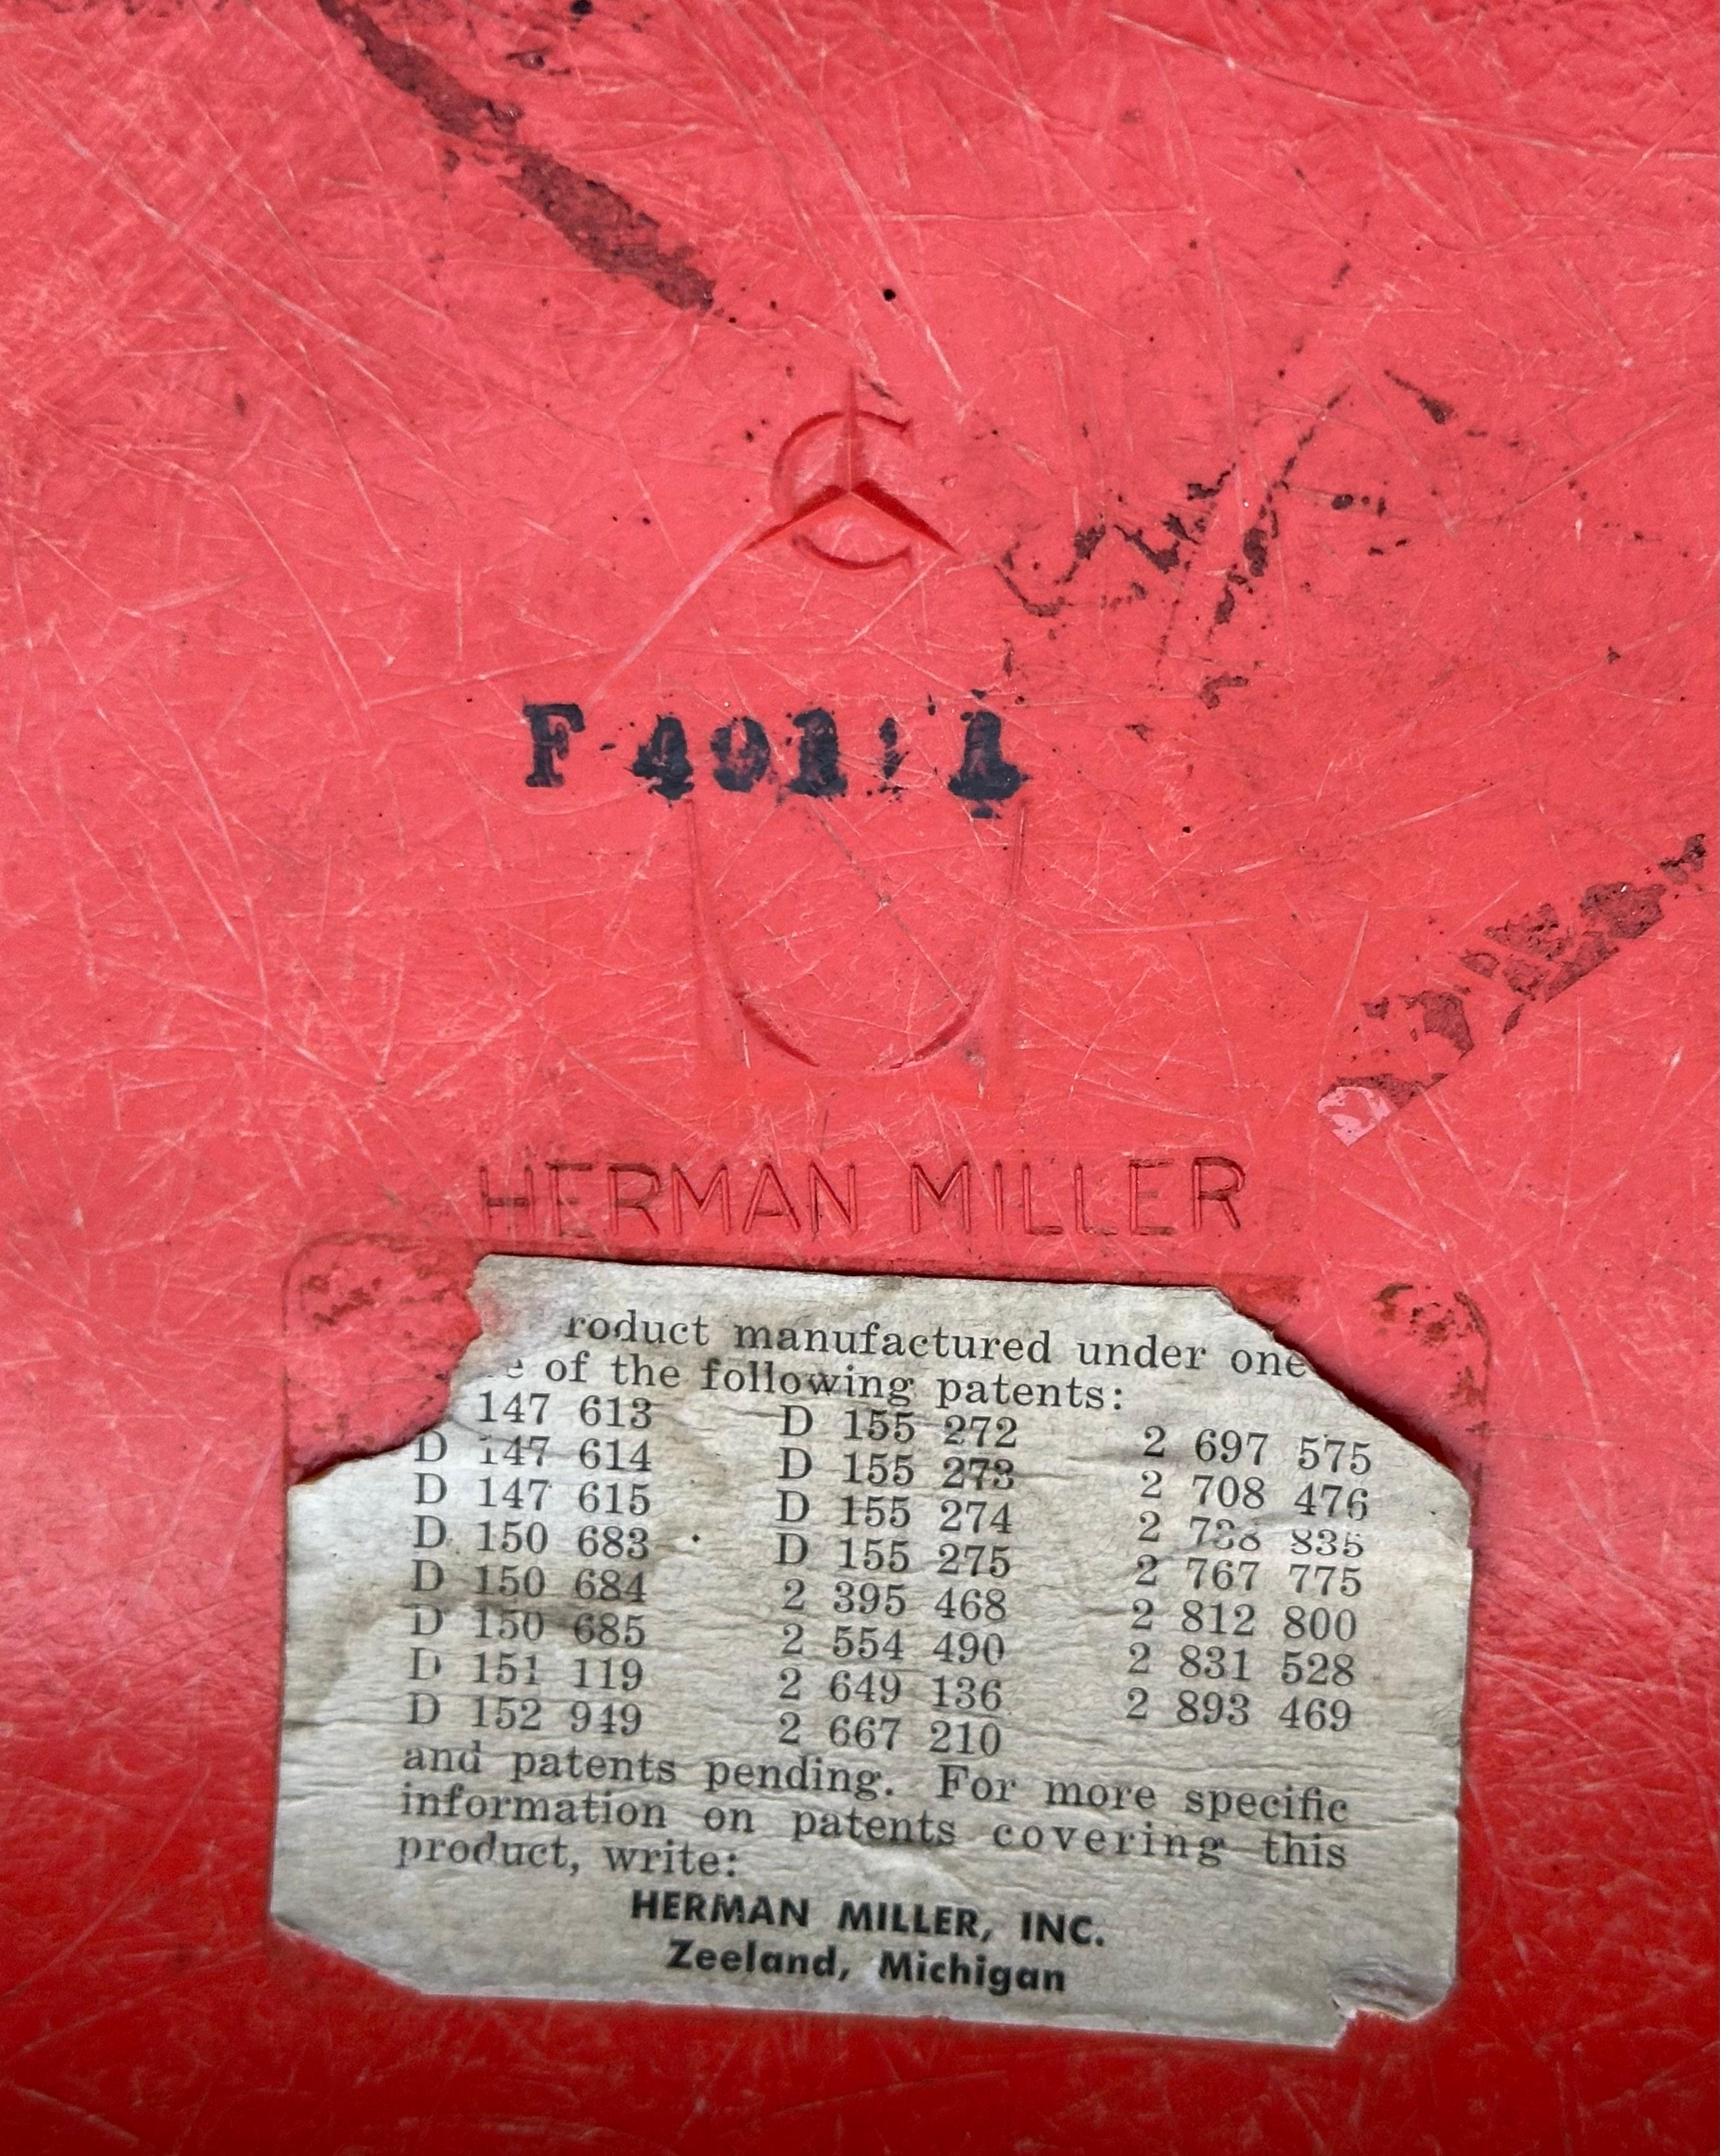 HERMAN MILLER
roduct manufactured under one
e of the following patents:
147 613 D 155 272 2 697 575
D 147 614 D 155 273 2 708 476
D 147 615 D 155 274 2 738 835
D 150 683 D 155 275 2 767 775
D 150 684 2 395 468 2 812 800
D 150 685 2 554 490 2 831 528
D 151 119 2 649 136 2 893 469
D 152 949 2 667 210
and patents pending. For more specific
information on patents covering this
product, write:
HERMAN MILLER, INC.
Zeeland, Michigan